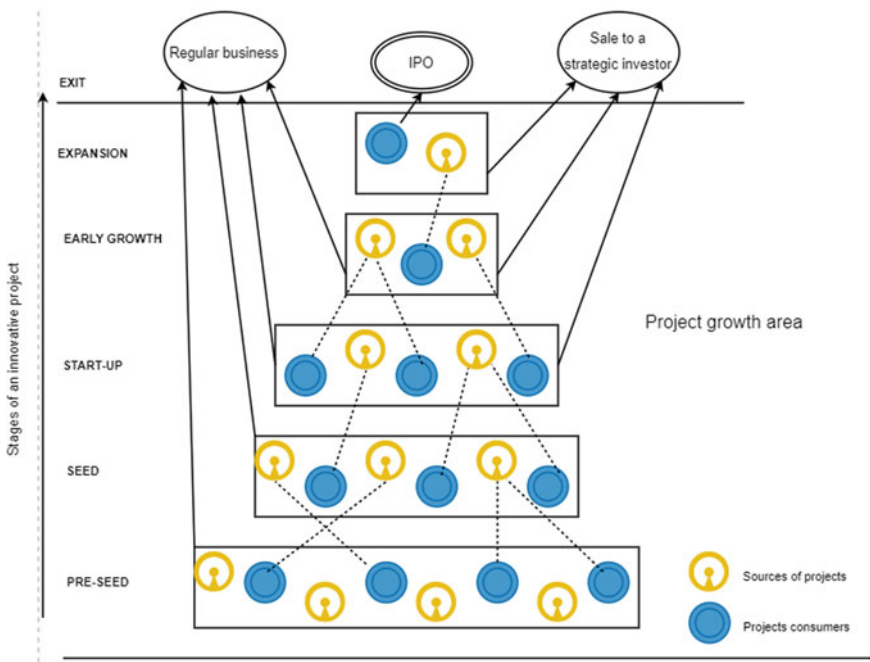 Regular business
IPO
Sale to a
strategic investor
EXIT
EXPANSION
EARLY GROWTH
START-UP
SEED
PRE-SEED
Stages of an innovative project
Project growth area
Sources of projects
Projects consumers